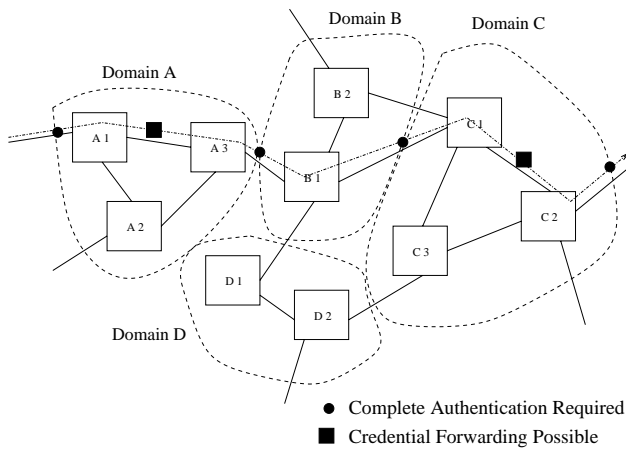 Domain B
Domain C
Domain A
B 2
C 1
A 1
A 3
B 1
A 2
C 2
C 3
D 1
D 2
Domain D
Complete Authentication Required
Credential Forwarding Possible